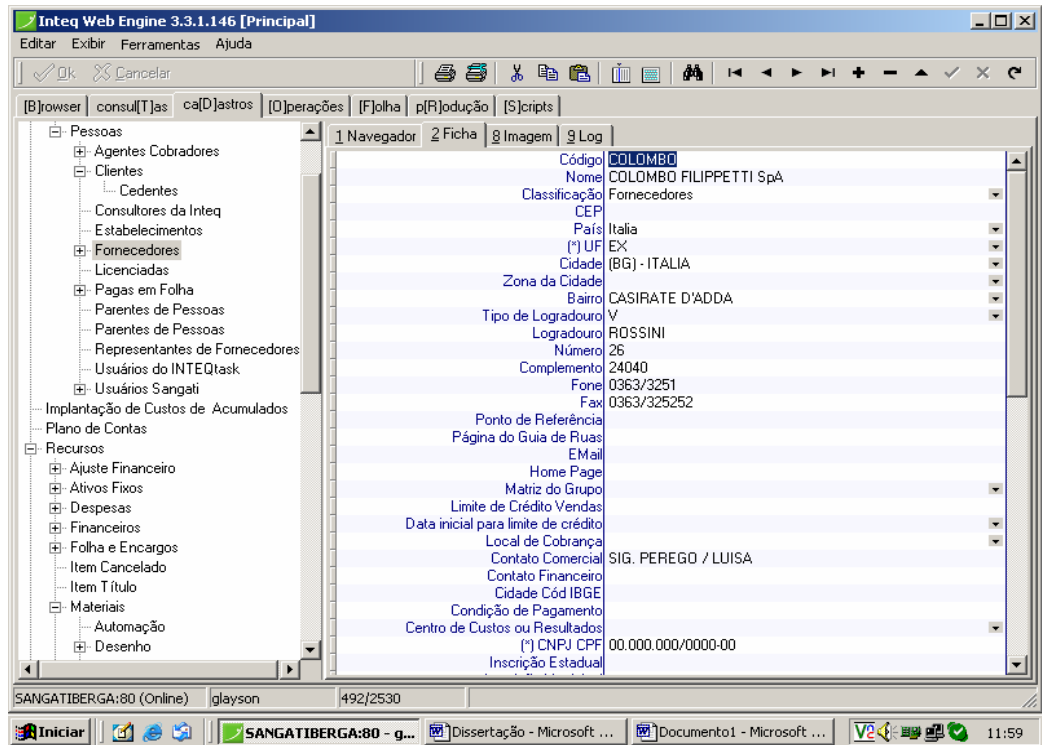 Inteq Web Engine 3.3.1.146 [Principal]
Editar Exibir Ferramentas Ajuda
Ok Cancelar
[B]rowser consul[T]as ca[D]astros [O]perações [F]olha p[R]odução [S]cripts
Pessoas
Agentes Cobradores
Clientes
Cedentes
Consultores da Inteq
Estabelecimentos
Fornecedores
Licenciadas
Pagas em Folha
Parentes de Pessoa
Parentes de Pessoa
Representantes de Fornecedores
Usuários do INTEQtask
Usuários Sangati
Implantação de Custos de Acumulados
Plano de Contas
Recursos
Ajuste Financeiro
Ativos Fixos
Despesas
Financeiros
Folha e Encargos
Item Cancelado
Item Título
Materiais
Automação
Desenho
1 Navegador 2 Ficha 8 Imagem 9 Log
Código COLOMBO
Nome COLOMBO FILIPPETTI SpA
Classificação Fornecedores
CEP
País Italia
(*) UF EX
Cidade (BG) - ITALIA
Zona da Cidade
Bairro CASIRATE D'ADDA
Tipo de Logradouro V
Logradouro ROSSINI
Número 26
Complemento 24040
Fone 0363/3251
Fax 0363/325252
Ponto de Referência
Página do Guia de Ruas
EMail
Home Page
Matriz do Grupo
Limite de Crédito Vendas
Data inicial para limite de crédito
Local de Cobrança
Contato Comercial SIG. PEREGO / LUISA
Contato Financeiro
Cidade Cód IBGE
Condição de Pagamento
Centro de Custos ou Resultados
(*) CNPJ CPF 00.000.000/0000-00
Inscrição Estadual
SANGATIBERGA:80 (Online) glayson 492/2530
Iniciar SANGATIBERGA:80 - g... Dissertação - Microsoft ... Documento1 - Microsoft ... 11:59